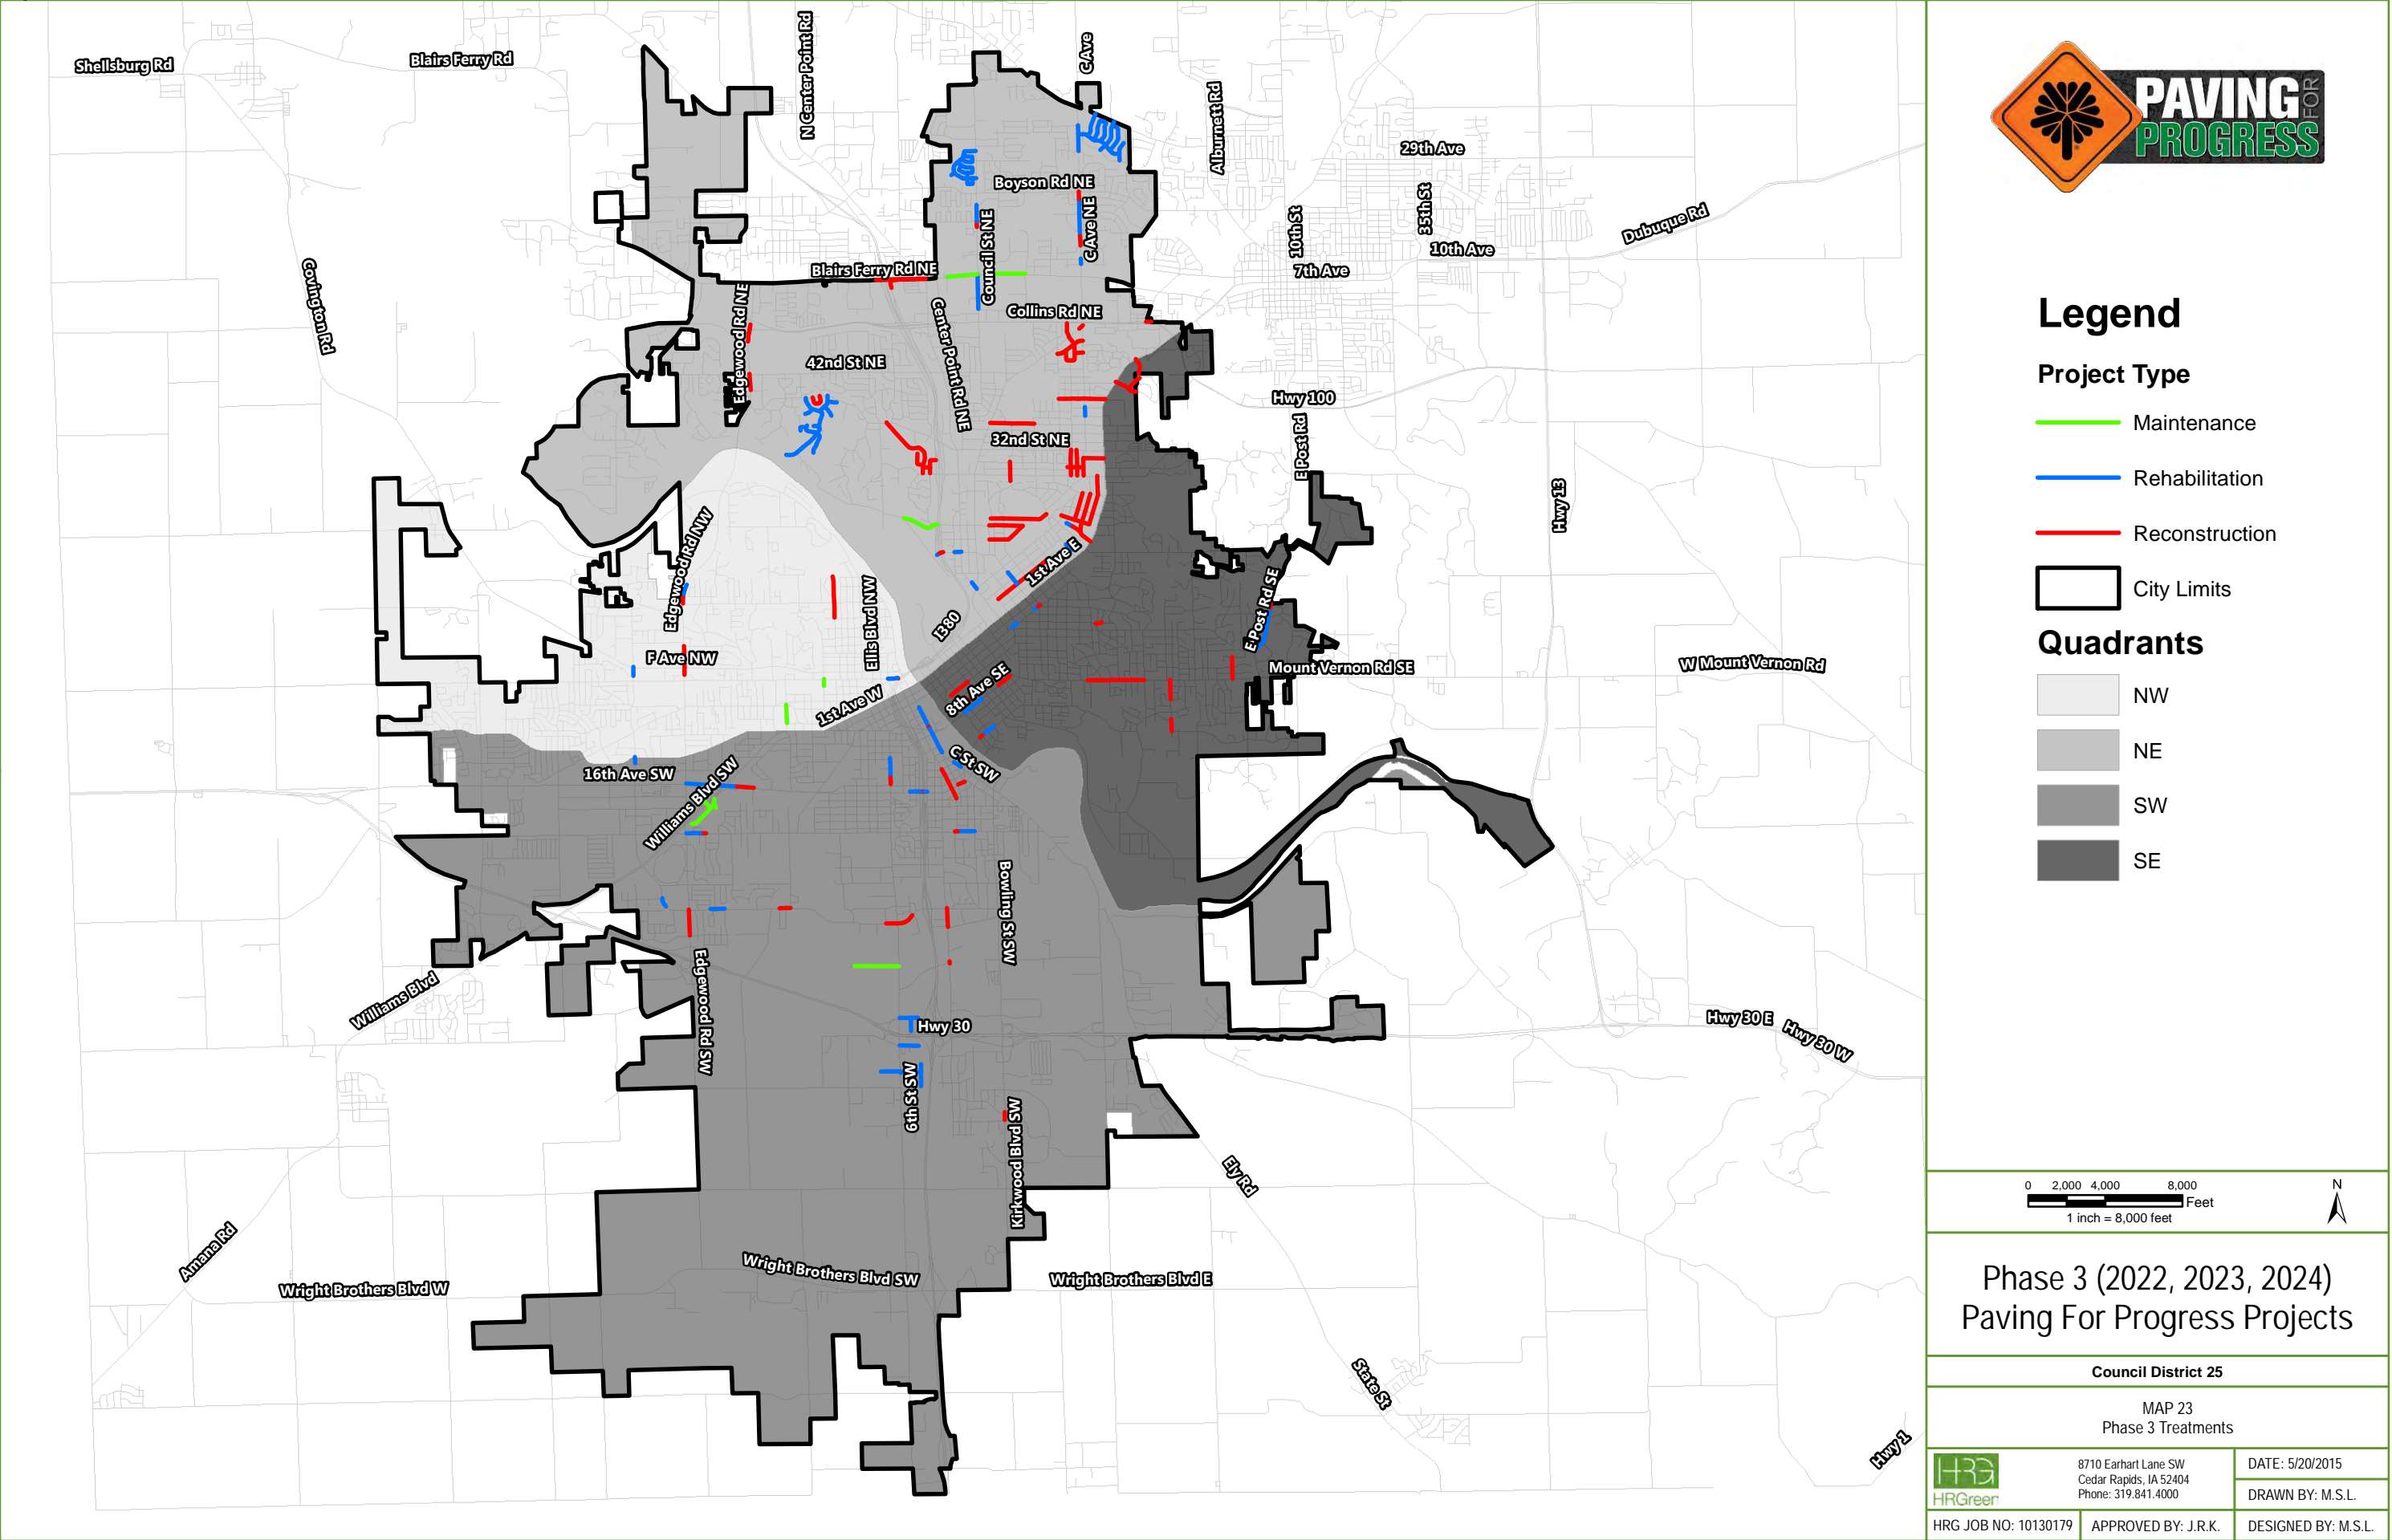 Shellsburg Rd
Blairs Ferry Rd
N Center Point Rd
C Ave
Alburnett Rd
29th Ave
35th St
10th St
10th Ave
7th Ave
Dubuque Rd
Boyson Rd NE
Council St NE
C Ave NE
Covington Rd
Blairs Ferry Rd NE
Edgewood Rd NE
Center Point Rd NE
Collins Rd NE
42nd St NE
Hwy 100
32nd St NE
E Post Rd
Hwy 13
Edgewood Rd NW
1st Ave E
Ellis Blvd NW
I380
E Post Rd SE
F Ave NW
Mount Vernon Rd SE
W Mount Vernon Rd
8th Ave SE
1st Ave W
C St SW
16th Ave SW
Williams Blvd SW
Bowling St SW
Edgewood Rd SW
Williams Blvd
Hwy 30
Hwy 30 E
Hwy 30 W
6th St SW
Kirkwood Blvd SW
Ely Rd
Amana Rd
Wright Brothers Blvd W
Wright Brothers Blvd SW
Wright Brothers Blvd E
State St
Hwy 1
PAVING FOR
PROGRESS
Legend
Project Type
Maintenance
Rehabilitation
Reconstruction
City Limits
Quadrants
NW
NE
SW
SE
0 2,000 4,000 8,000
Feet
1 inch = 8,000 feet
N
Phase 3 (2022, 2023, 2024)
Paving For Progress Projects
Council District 25
MAP 23
Phase 3 Treatments
HRG
HRGreen
8710 Earhart Lane SW
Cedar Rapids, IA 52404
Phone: 319.841.4000
DATE: 5/20/2015
DRAWN BY: M.S.L.
HRG JOB NO: 10130179
APPROVED BY: J.R.K.
DESIGNED BY: M.S.L.